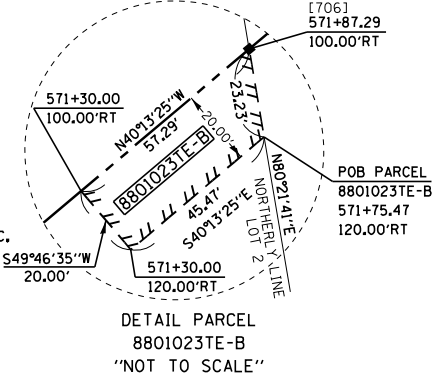 [706]
571+87.29
100.00'RT
571+30.00
100.00'RT
N40°13'25"W
57.29'
20.00'
23.23'
8801023TE-B
45.47'
S40°13'25"E
N80°21'41"E
NORTHERLY LINE
LOT 2
POB PARCEL
8801023TE-B
571+75.47
120.00'RT
C.
S49°46'35"W
20.00'
571+30.00
120.00'RT
DETAIL PARCEL
8801023TE-B
"NOT TO SCALE"